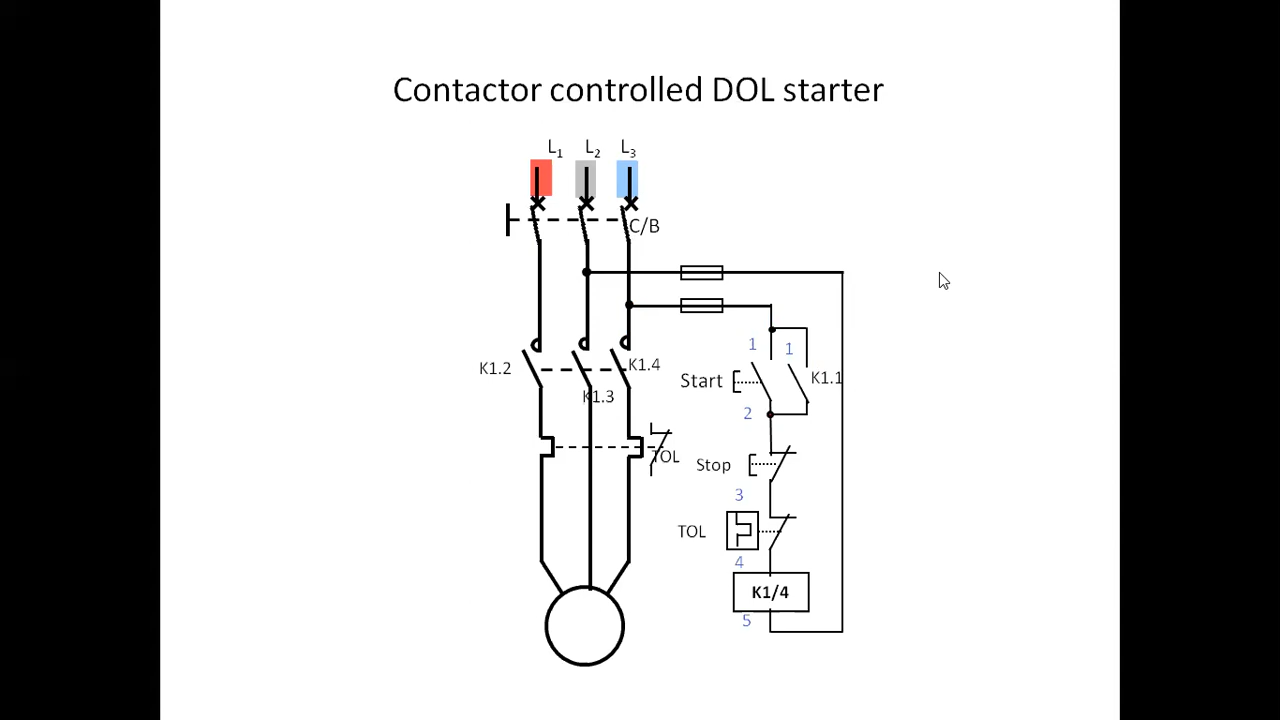 Contactor controlled DOL starter
L1 L2 L3
C/B
1 1
K1.2 K1.4
Start K1.1
K1.3
2
TOL
Stop
3
TOL
4
K1/4
5